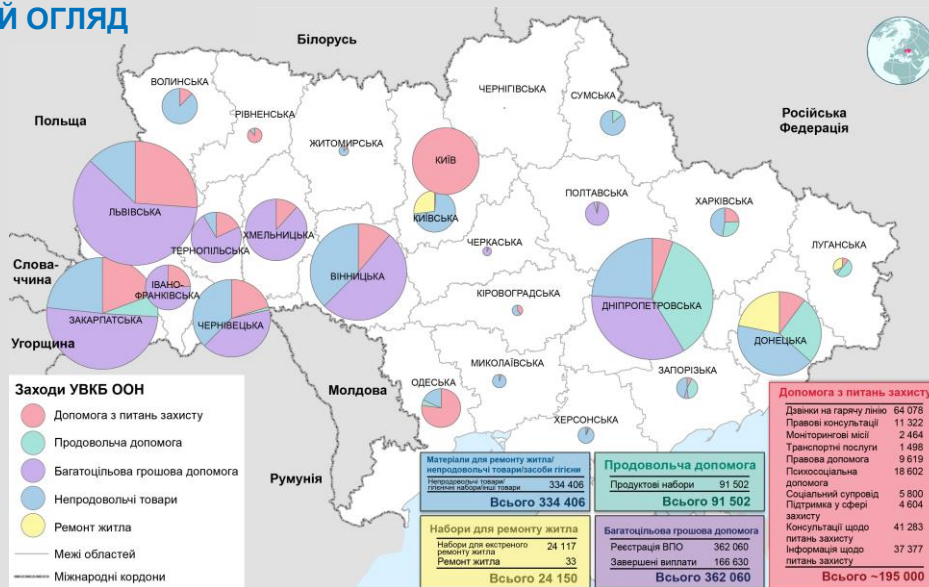 Й ОГЛЯД
Білорусь
Польща
Російська
Федерація
Слова-
ччина
Угорщина
Молдова
Румунія
ВОЛИНСЬКА
РІВНЕНСЬКА
ЖИТОМИРСЬКА
КИЇВ
КИЇВСЬКА
ЧЕРНІГІВСЬКА
СУМСЬКА
ЛЬВІВСЬКА
ТЕРНОПІЛЬСЬКА
ХМЕЛЬНИЦЬКА
ВІННИЦЬКА
ЧЕРКАСЬКА
ПОЛТАВСЬКА
ХАРКІВСЬКА
ЛУГАНСЬКА
ІВАНО-
ФРАНКІВСЬКА
ЗАКАРПАТСЬКА
ЧЕРНІВЕЦЬКА
КІРОВОГРАДСЬКА
ДНІПРОПЕТРОВСЬКА
ДОНЕЦЬКА
ОДЕСЬКА
МИКОЛАЇВСЬКА
ЗАПОРІЗЬКА
ХЕРСОНСЬКА
Заходи УВКБ ООН
Допомога з питань захисту
Продовольча допомога
Багатоцільова грошова допомога
Непродовольчі товари
Ремонт житла
Межі областей
Міжнародні кордони
Матеріали для ремонту житла/
непродовольчі товари/засоби гігієни
Непродовольчі товари/
гігієнічні набори/інші товари 334 406
Всього 334 406
Продовольча допомога
Продуктові набори 91 502
Всього 91 502
Набори для ремонту житла
Набори для екстреного
ремонту житла 24 117
Ремонт житла 33
Всього 24 150
Багатоцільова грошова допомога
Реєстрація ВПО 362 060
Завершені виплати 166 630
Всього 362 060
Допомога з питань захисту
Дзвінки на гарячу лінію 64 078
Правові консультації 11 322
Моніторингові місії 2 464
Транспортні послуги 1 498
Правова допомога 9 619
Психосоціальна 18 602
допомога
Соціальний супровід 5 800
Підтримка у сфері 4 604
захисту
Консультації щодо 41 283
питань захисту
Інформація щодо 37 377
питань захисту
Всього ~195 000